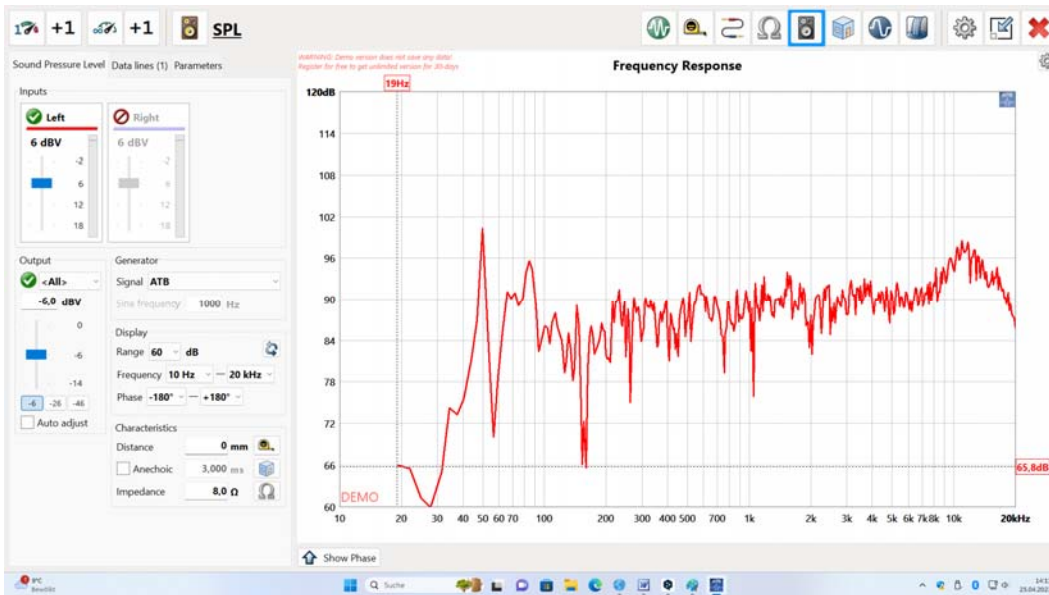 1 +1 ∞ +1 SPL
Sound Pressure Level Data lines (1) Parameters
Inputs
Left Right
6 dBV 6 dBV
-2 -2
6 6
12 12
18 18
Output
<All>
-6,0 dBV
0
-6
-14
-6 -26 -46
Auto adjust
Generator
Signal ATB
Sine frequency 1000 Hz
Display
Range 60 dB
Frequency 10 Hz — 20 kHz
Phase -180° — +180°
Characteristics
Distance 0 mm
Anechoic 3,000 ms
Impedance 8,0 Ω
WARNING: Demo version does not save any data!
Register for free to get unlimited version for 30-days
Frequency Response
19Hz
120dB
114
108
102
96
90
84
78
72
66
60
65,8dB
DEMO
10 20 30 40 50 60 70 100 200 300 400 500 700 1k 2k 3k 4k 5k 6k 7k 8k 10k 20kHz
Show Phase
9°C
Bewölkt
Suche